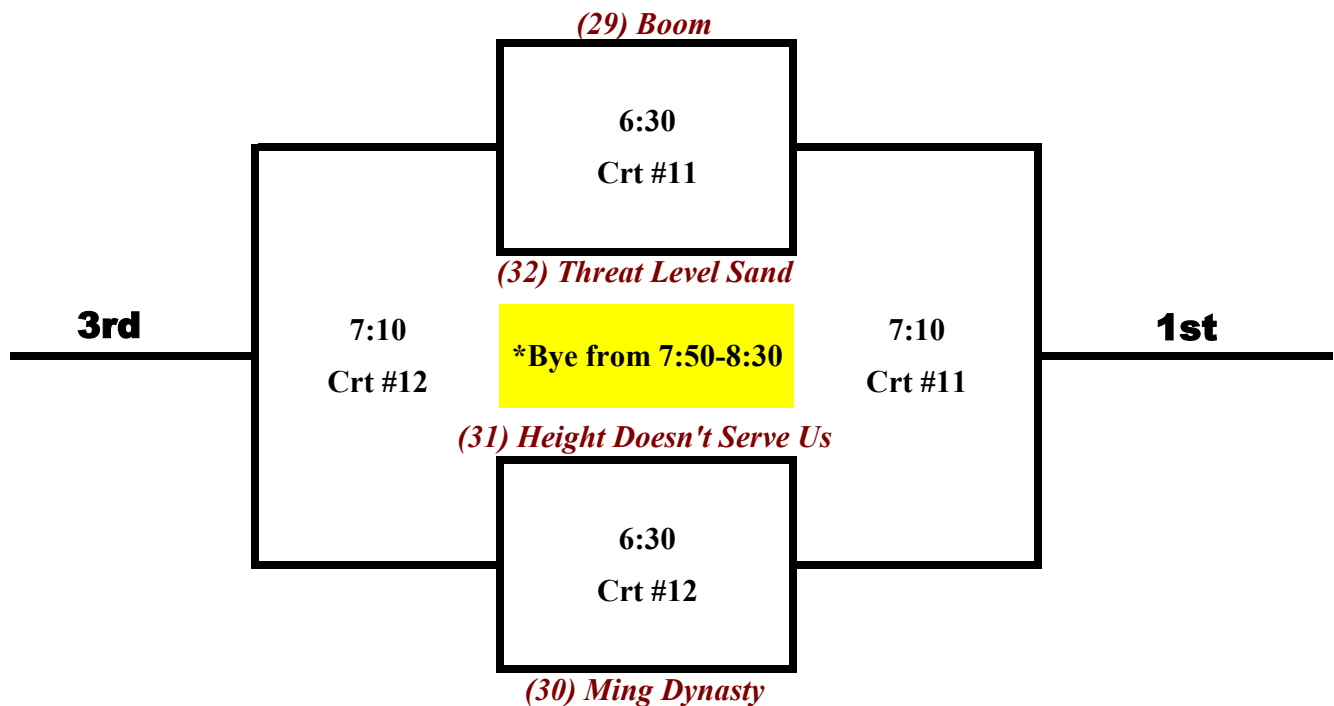 (29) Boom
6:30
Crt #11
(32) Threat Level Sand
3rd
7:10
Crt #12
*Bye from 7:50-8:30
7:10
Crt #11
1st
(31) Height Doesn't Serve Us
6:30
Crt #12
(30) Ming Dynasty